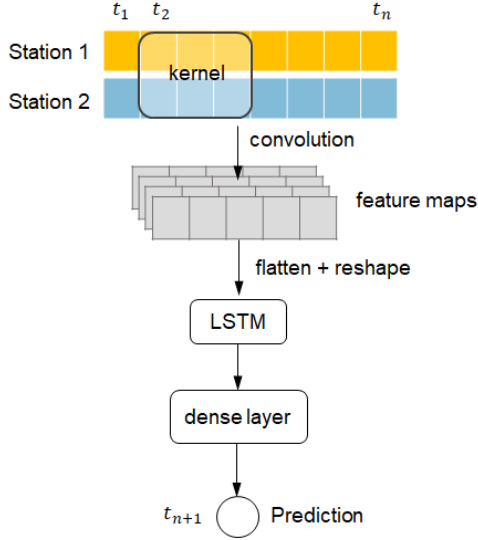 t₁ t₂ tₙ
Station 1
kernel
Station 2
convolution
feature maps
flatten + reshape
LSTM
dense layer
tₙ₊₁ Prediction